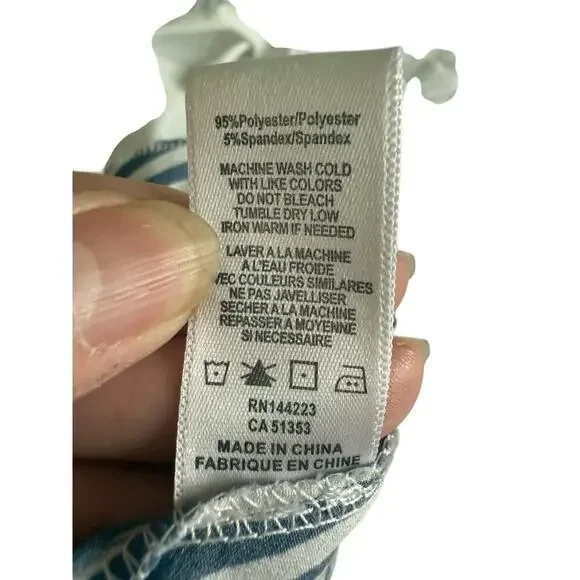 95%Polyester/Polyester
5%Spandex/Spandex
MACHINE WASH COLD
WITH LIKE COLORS
DO NOT BLEACH
TUMBLE DRY LOW
IRON WARM IF NEEDED
LAVER A LA MACHINE
A L'EAU FROIDE
VEC COULEURS SIMILARES
NE PAS JAVELLISER
SECHER A LA MACHINE
REPASSER A MOYENNE
SI NECESSAIRE
RN144223
CA 51353
MADE IN CHINA
FABRIQUE EN CHINE